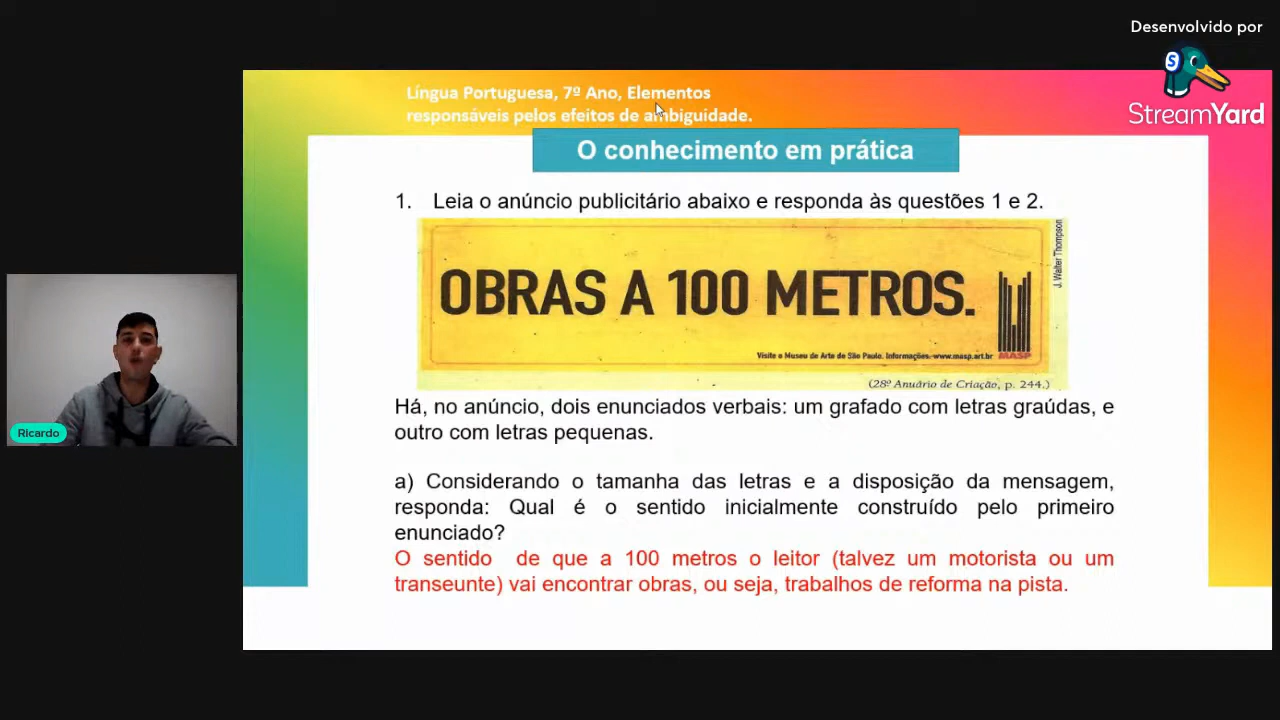 Desenvolvido por
StreamYard
Língua Portuguesa, 7º Ano, Elementos
responsáveis pelos efeitos de ambiguidade.
O conhecimento em prática
1. Leia o anúncio publicitário abaixo e responda às questões 1 e 2.
OBRAS A 100 METROS.
J. Walter Thompson
Visite o Museu de Arte de São Paulo. Informações. www.masp.art.br
MASP
(28º Anuário de Criação, p. 244.)
Há, no anúncio, dois enunciados verbais: um grafado com letras graúdas, e
outro com letras pequenas.
a) Considerando o tamanha das letras e a disposição da mensagem,
responda: Qual é o sentido inicialmente construído pelo primeiro
enunciado?
O sentido de que a 100 metros o leitor (talvez um motorista ou um
transeunte) vai encontrar obras, ou seja, trabalhos de reforma na pista.
Ricardo